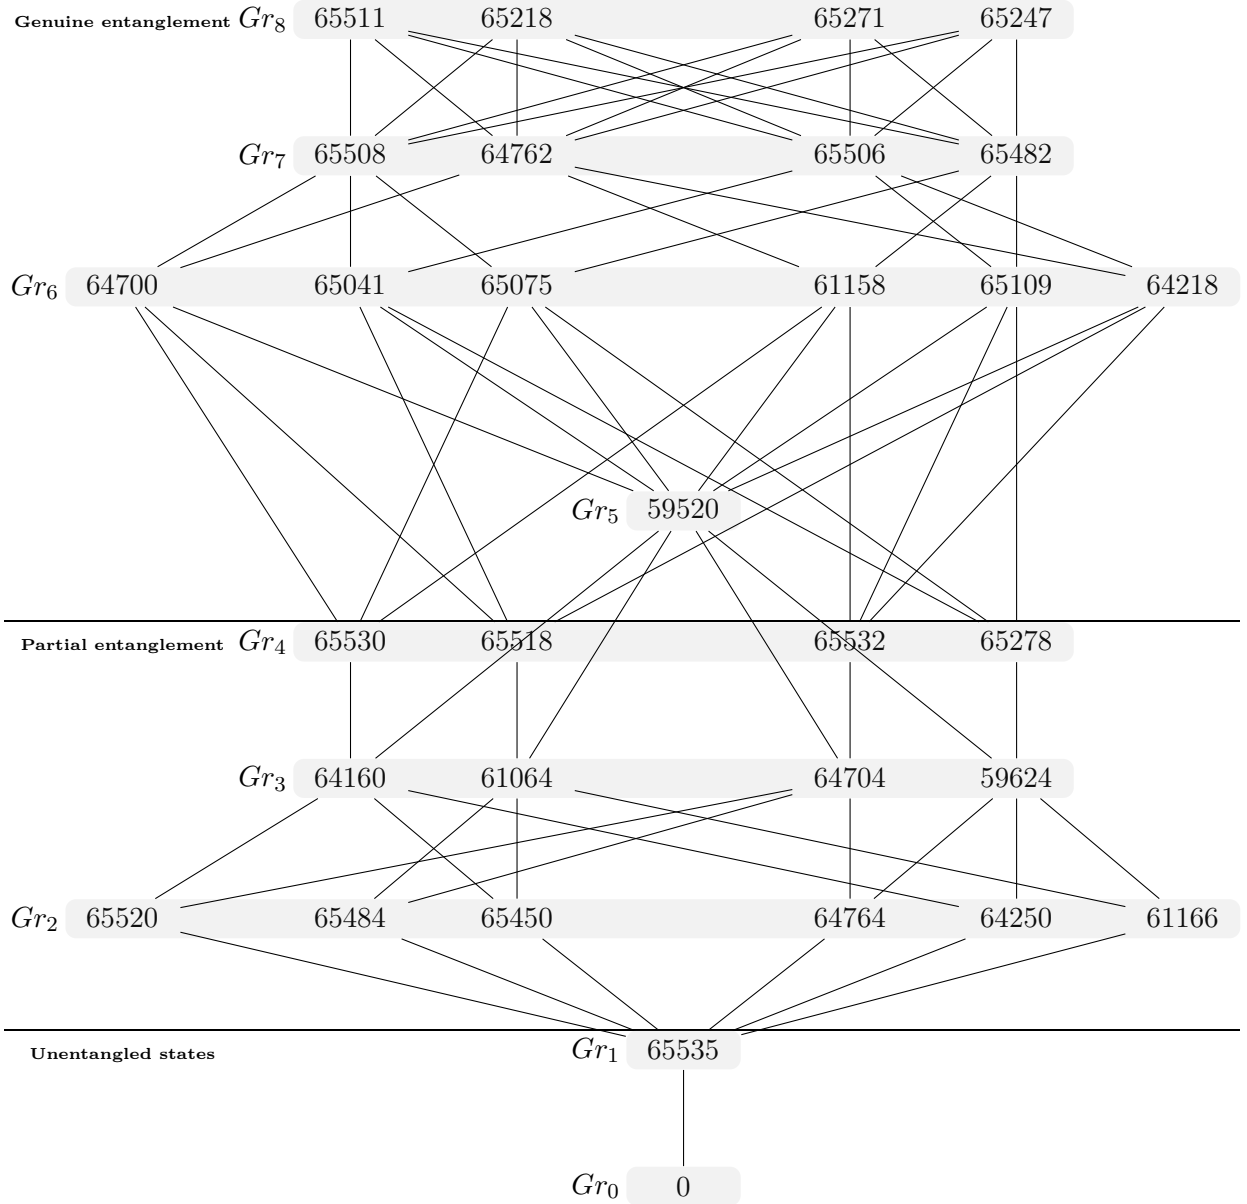 Genuine entanglement Gr8 65511 65218 65271 65247
Gr7 65508 64762 65506 65482
Gr6 64700 65041 65075 61158 65109 64218
Gr5 59520
Partial entanglement Gr4 65530 65518 65532 65278
Gr3 64160 61064 64704 59624
Gr2 65520 65484 65450 64764 64250 61166
Unentangled states Gr1 65535
Gr0 0